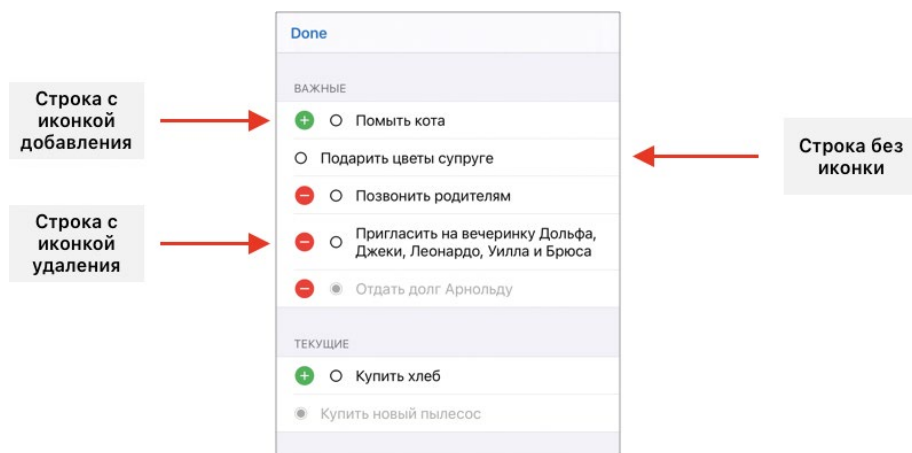 Done
ВАЖНЫЕ
Строка с
иконкой
добавления
Помыть кота
Подарить цветы супруге
Строка без
иконки
Позвонить родителям
Строка с
иконкой
удаления
Пригласить на вечеринку Дольфа,
Джеки, Леонардо, Уилла и Брюса
Отдать долг Арнольду
ТЕКУЩИЕ
Купить хлеб
Купить новый пылесос